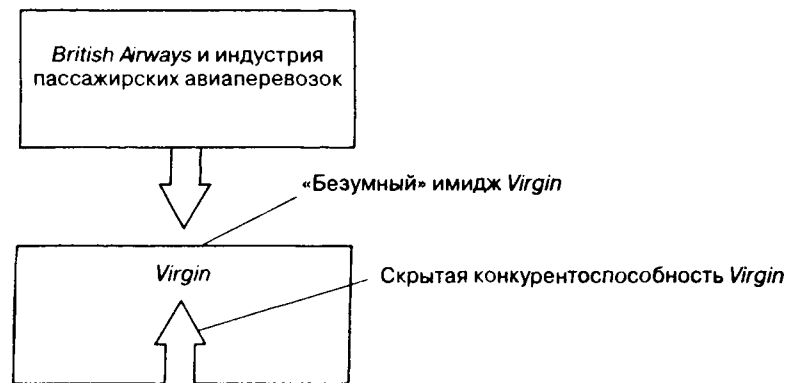 British Airways и индустрия
пассажирских авиаперевозок
«Безумный» имидж Virgin
Virgin
Скрытая конкурентоспособность Virgin